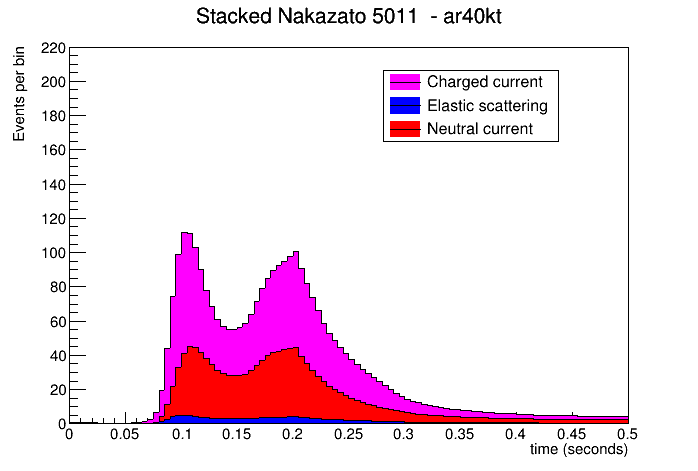 Stacked Nakazato 5011 - ar40kt
Events per bin
220
200
180
160
140
120
100
80
60
40
20
0
Charged current
Elastic scattering
Neutral current
0 0.05 0.1 0.15 0.2 0.25 0.3 0.35 0.4 0.45 0.5
time (seconds)